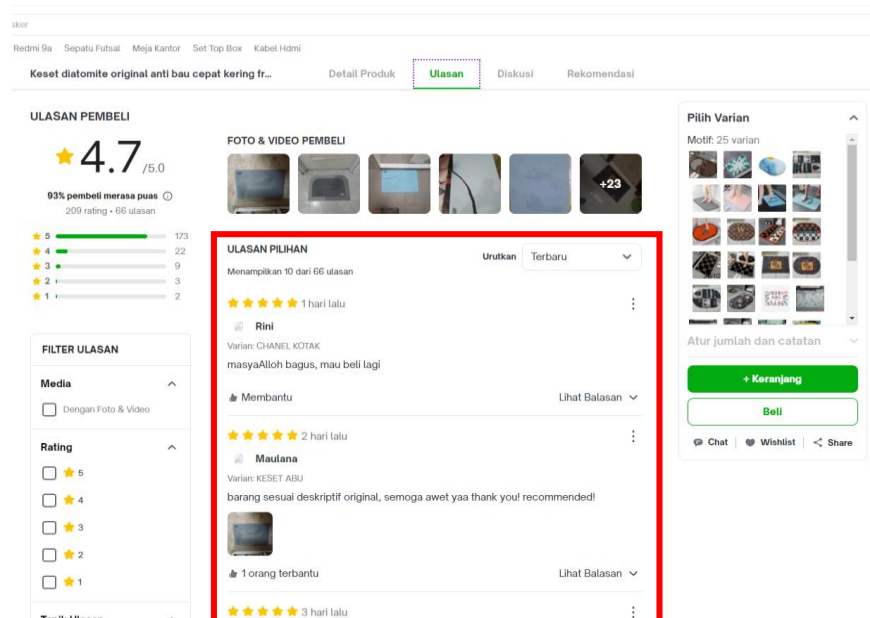 Redmi 9a Sepatu Futsal Meja Kantor Set Top Box Kabel Hdmi
Keset diatomite original anti bau cepat kering fr... Detail Produk Ulasan Diskusi Rekomendasi
ULASAN PEMBELI
4.7 /5.0
93% pembeli merasa puas
209 rating • 66 ulasan
5 173
4 22
3 9
2 3
1 2
FOTO & VIDEO PEMBELI
+23
FILTER ULASAN
Media
Dengan Foto & Video
Rating
5
4
3
2
1
ULASAN PILIHAN
Menampilkan 10 dari 66 ulasan
Urutkan Terbaru
1 hari lalu
Rini
Varian: CHANEL KOTAK
masyaAlloh bagus, mau beli lagi
Membantu Lihat Balasan
2 hari lalu
Maulana
Varian: KESET ABU
barang sesuai deskriptif original, semoga awet yaa thank you! recommended!
1 orang terbantu Lihat Balasan
3 hari lalu
Pilih Varian
Motif: 25 varian
Atur jumlah dan catatan
+ Keranjang
Beli
Chat Wishlist Share